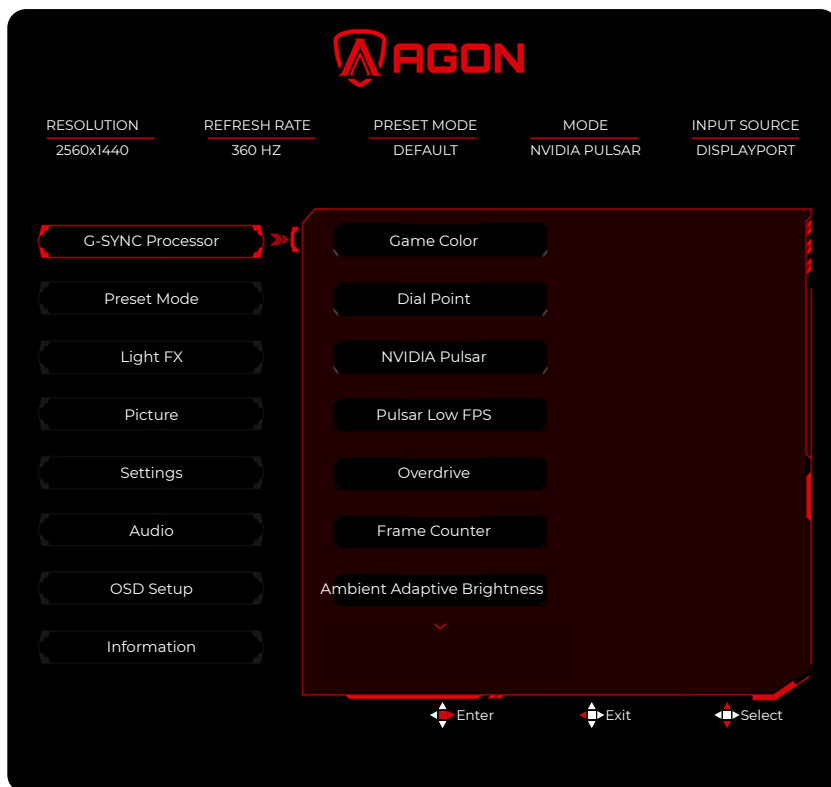 AGON
RESOLUTION REFRESH RATE PRESET MODE MODE INPUT SOURCE
2560x1440 360 HZ DEFAULT NVIDIA PULSAR DISPLAYPORT
G-SYNC Processor Game Color
Preset Mode Dial Point
Light FX NVIDIA Pulsar
Picture Pulsar Low FPS
Settings Overdrive
Audio Frame Counter
OSD Setup Ambient Adaptive Brightness
Information
Enter Exit Select